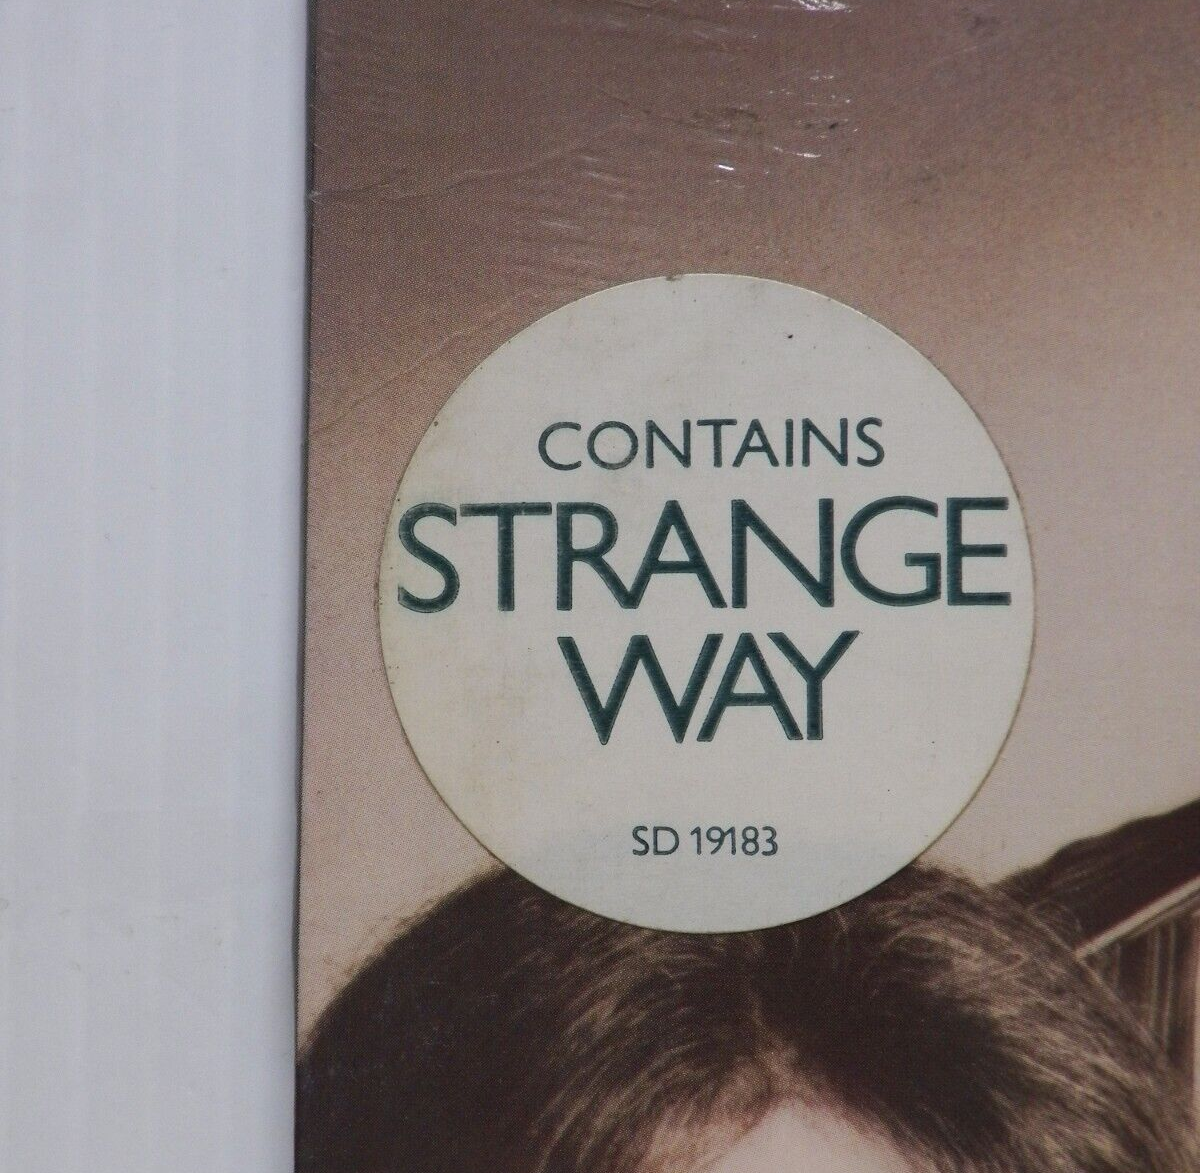 CONTAINS
STRANGE
WAY
SD 19183